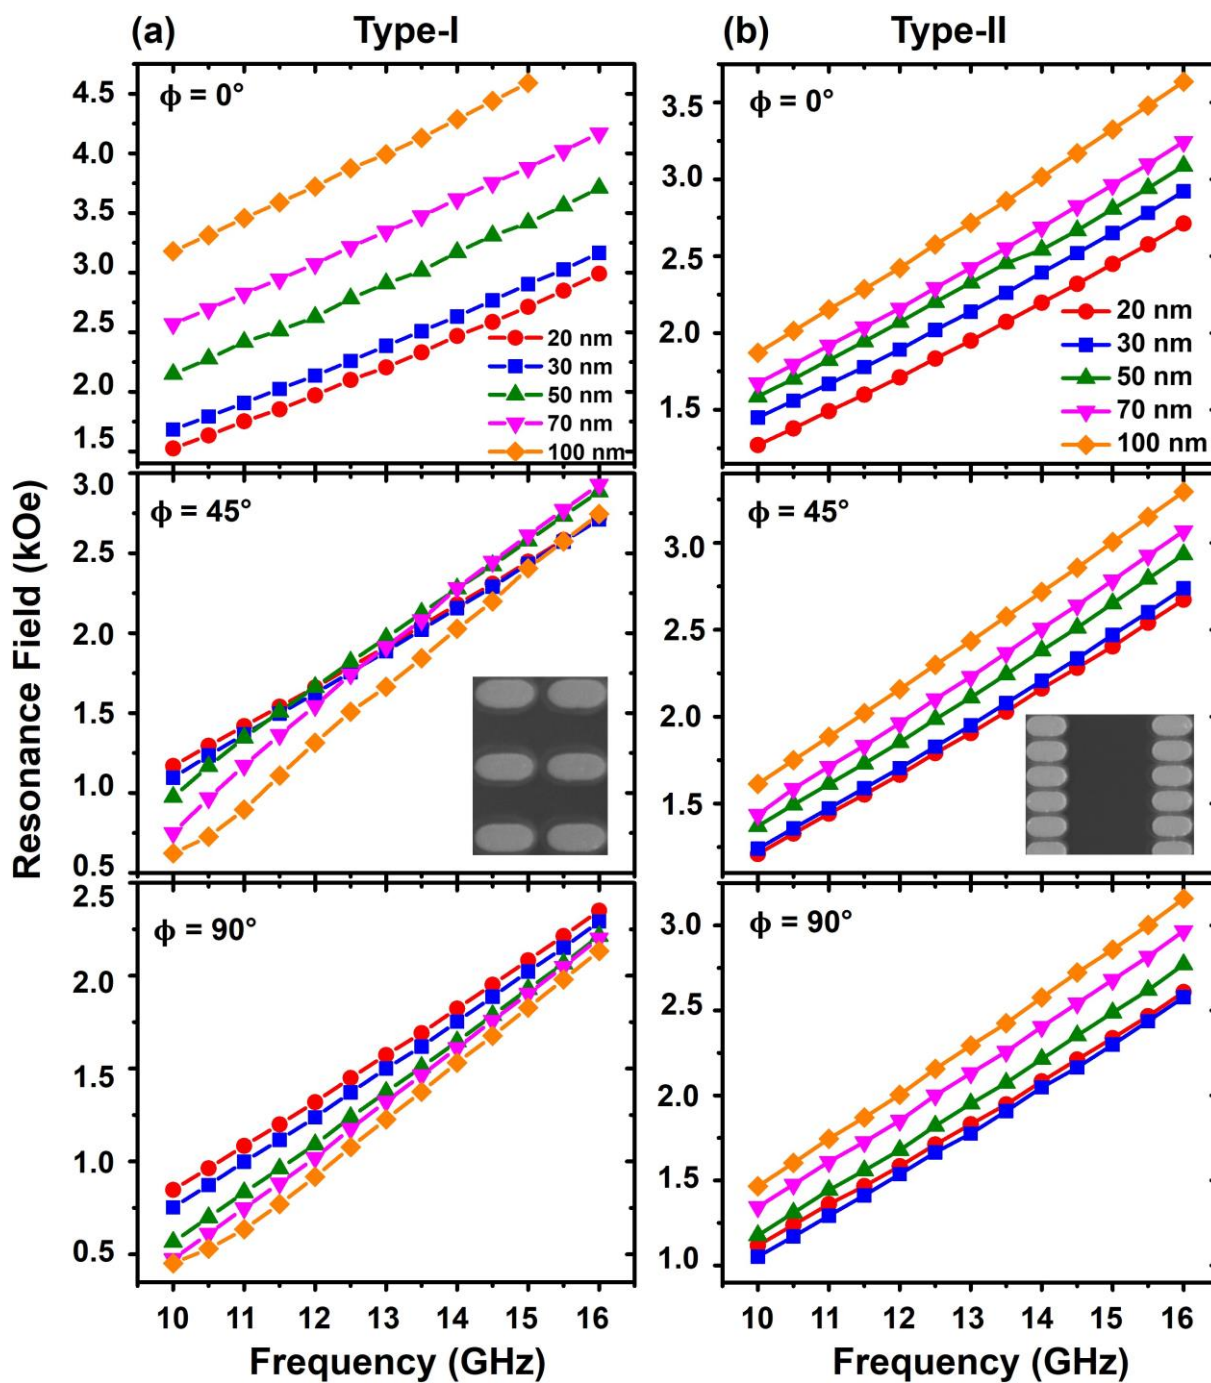 (a) Type-I
(b) Type-II
Resonance Field (kOe)
ϕ = 0°
4.5
4.0
3.5
3.0
2.5
2.0
1.5
20 nm
30 nm
50 nm
70 nm
100 nm
ϕ = 0°
3.5
3.0
2.5
2.0
1.5
20 nm
30 nm
50 nm
70 nm
100 nm
ϕ = 45°
3.0
2.5
2.0
1.5
1.0
0.5
ϕ = 45°
3.0
2.5
2.0
1.5
ϕ = 90°
2.5
2.0
1.5
1.0
0.5
10 11 12 13 14 15 16
Frequency (GHz)
ϕ = 90°
3.0
2.5
2.0
1.5
1.0
10 11 12 13 14 15 16
Frequency (GHz)